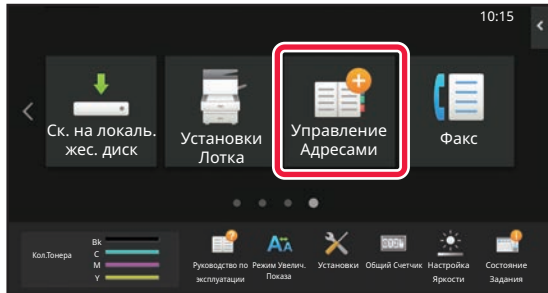 10:15
Ск. на локаль.
жес. диск
Установки
Лотка
Управление
Адресами
Факс
Кол.Тонера
Bk
C
M
Y
Руководство по
эксплуатации
Режим Увелич.
Показа
Установки
Общий Счетчик
Настройка
Яркости
Состояние
Задания